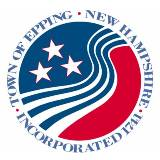 · TOWN OF EPPING · NEW HAMPSHIRE ·
INCORPORATED 1741